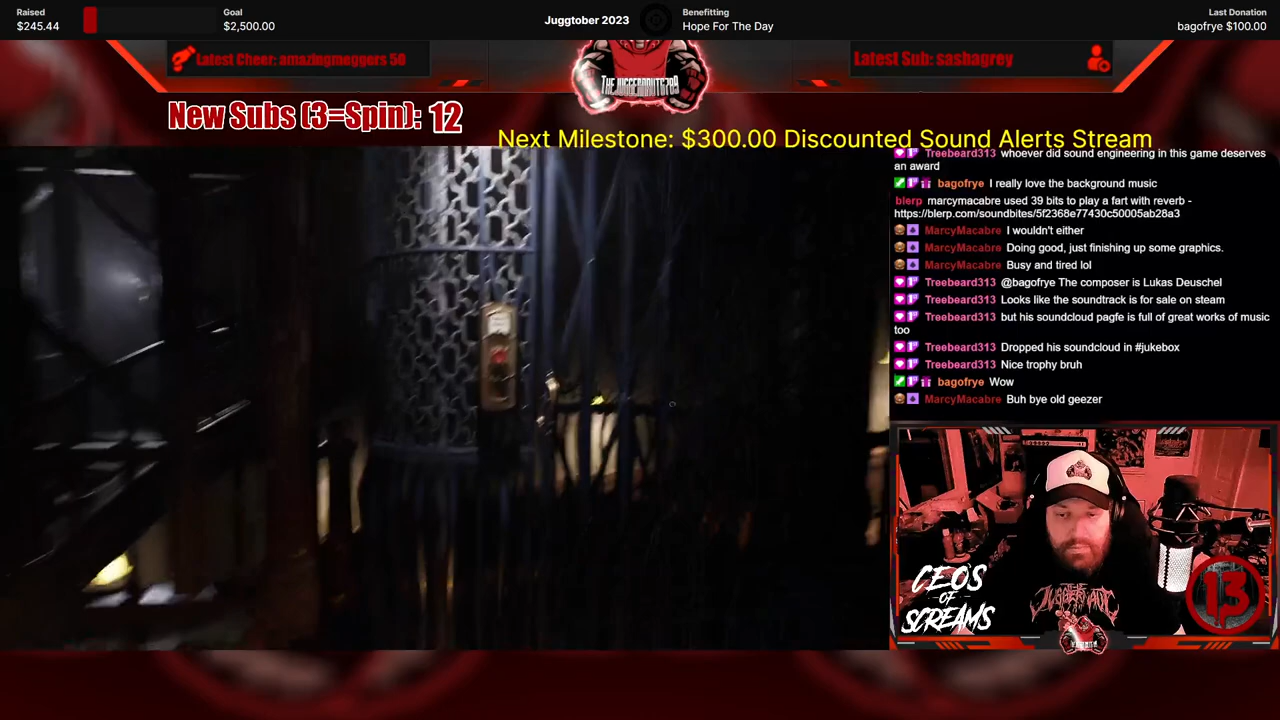 Raised
$245.44
Goal
$2,500.00
Juggtober 2023
Benefitting
Hope For The Day
Last Donation
bagofrye $100.00
Latest Cheer: amazingmeggers 50
THEJUGGERNAUT6789
Latest Sub: sashagrey
New Subs (3=Spin): 12
Next Milestone: $300.00 Discounted Sound Alerts Stream
Treebeard313 whoever did sound engineering in this game deserves
an award
bagofrye I really love the background music
blerp marcymacabre used 39 bits to play a fart with reverb -
https://blerp.com/soundbites/5f2368e77430c50005ab28a3
MarcyMacabre I wouldn't either
MarcyMacabre Doing good, just finishing up some graphics.
MarcyMacabre Busy and tired lol
Treebeard313 @bagofrye The composer is Lukas Deuschel
Treebeard313 Looks like the soundtrack is for sale on steam
Treebeard313 but his soundcloud pagfe is full of great works of music
too
Treebeard313 Dropped his soundcloud in #jukebox
Treebeard313 Nice trophy bruh
bagofrye Wow
MarcyMacabre Buh bye old geezer
CEOS
OF
SCREAMS
13